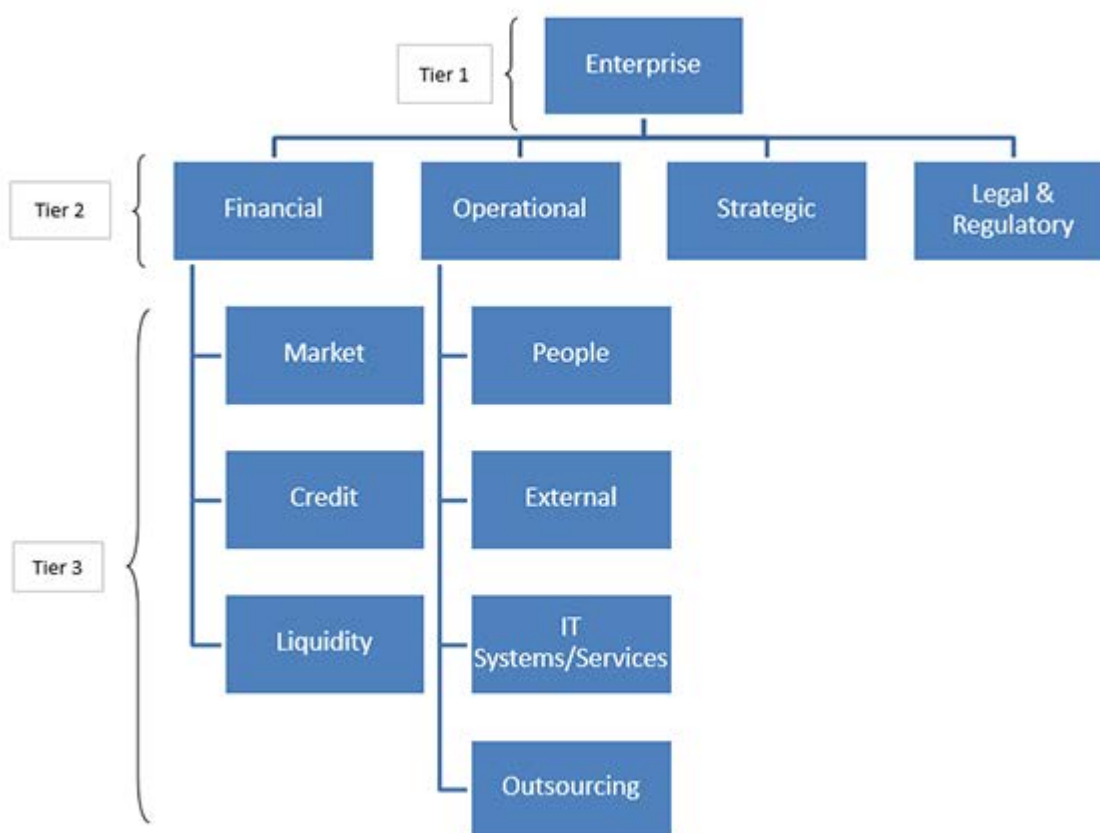 Tier 1
Enterprise
Tier 2
Financial
Operational
Strategic
Legal &
Regulatory
Tier 3
Market
Credit
Liquidity
People
External
IT
Systems/Services
Outsourcing